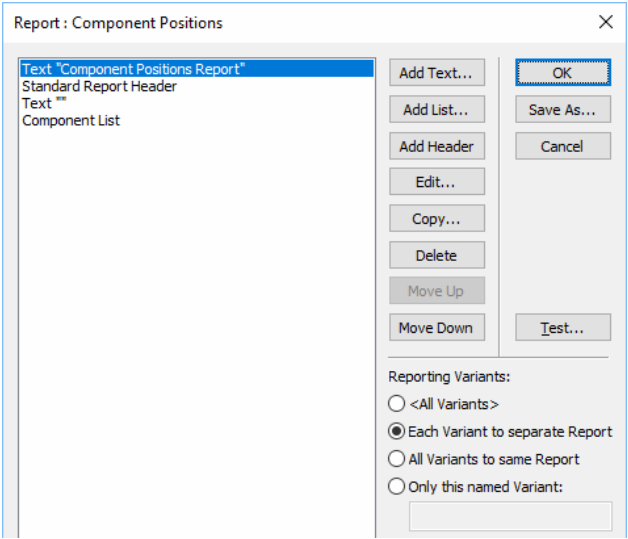 Report : Component Positions
Text "Component Positions Report"
Standard Report Header
Text ""
Component List
Add Text...
OK
Add List...
Save As...
Add Header
Cancel
Edit...
Copy...
Delete
Move Up
Move Down
Test...
Reporting Variants:
<All Variants>
Each Variant to separate Report
All Variants to same Report
Only this named Variant: